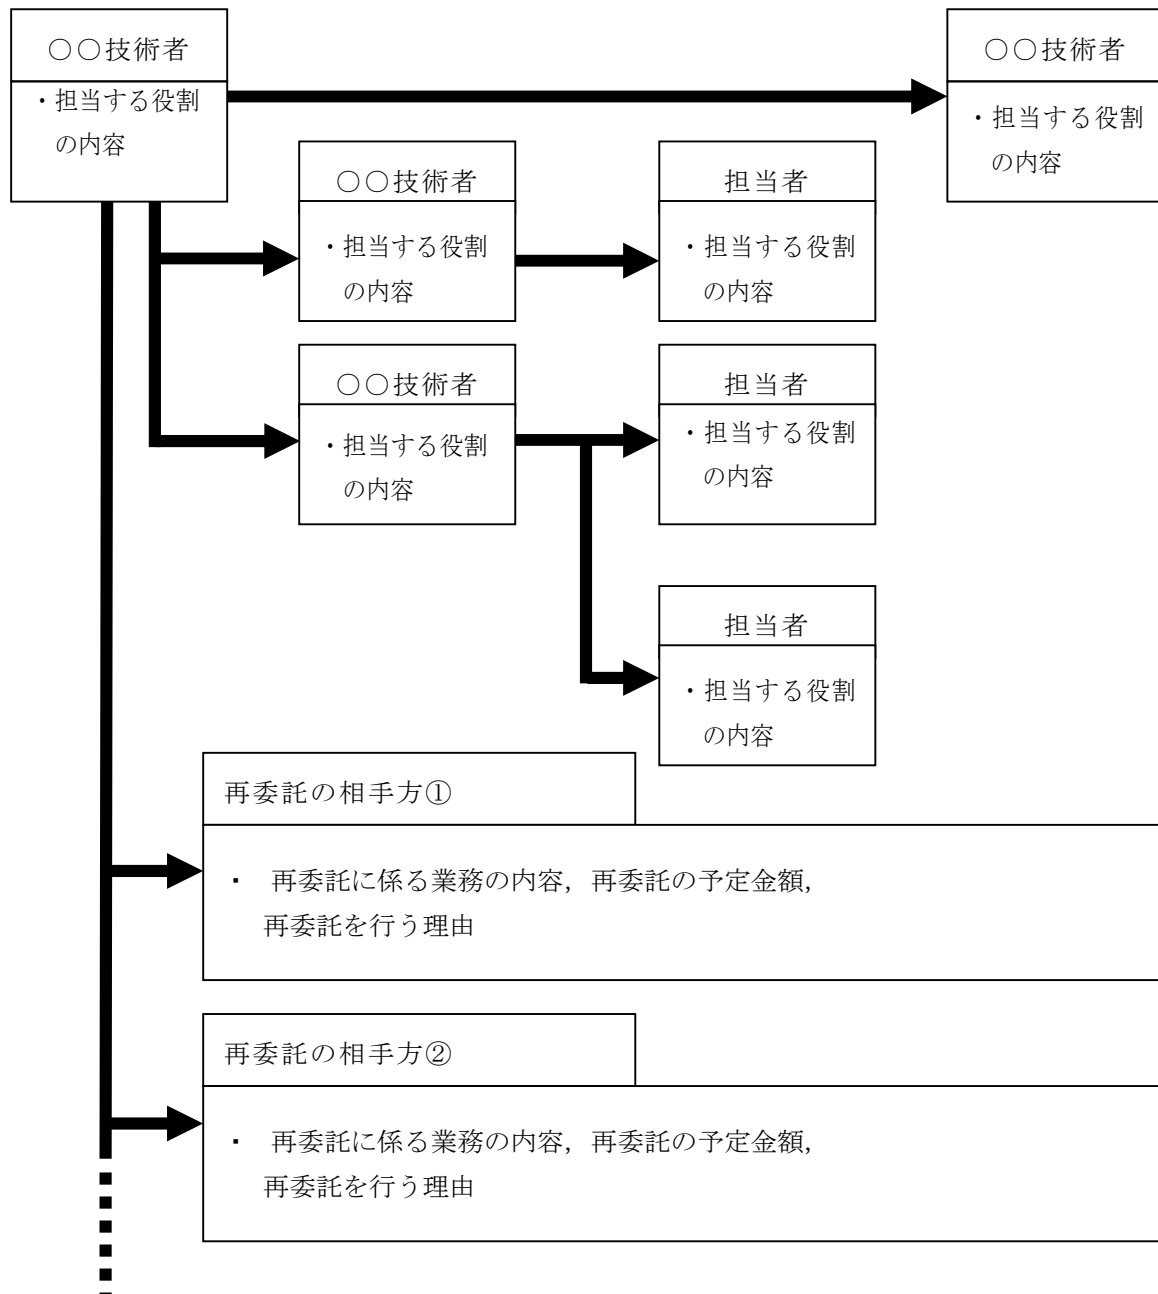 ○○技術者
・担当する役割
の内容
○○技術者
・担当する役割
の内容
○○技術者
・担当する役割
の内容
担当者
・担当する役割
の内容
○○技術者
・担当する役割
の内容
担当者
・担当する役割
の内容
担当者
・担当する役割
の内容
再委託の相手方①
・ 再委託に係る業務の内容，再委託の予定金額，
再委託を行う理由
再委託の相手方②
・ 再委託に係る業務の内容，再委託の予定金額，
再委託を行う理由